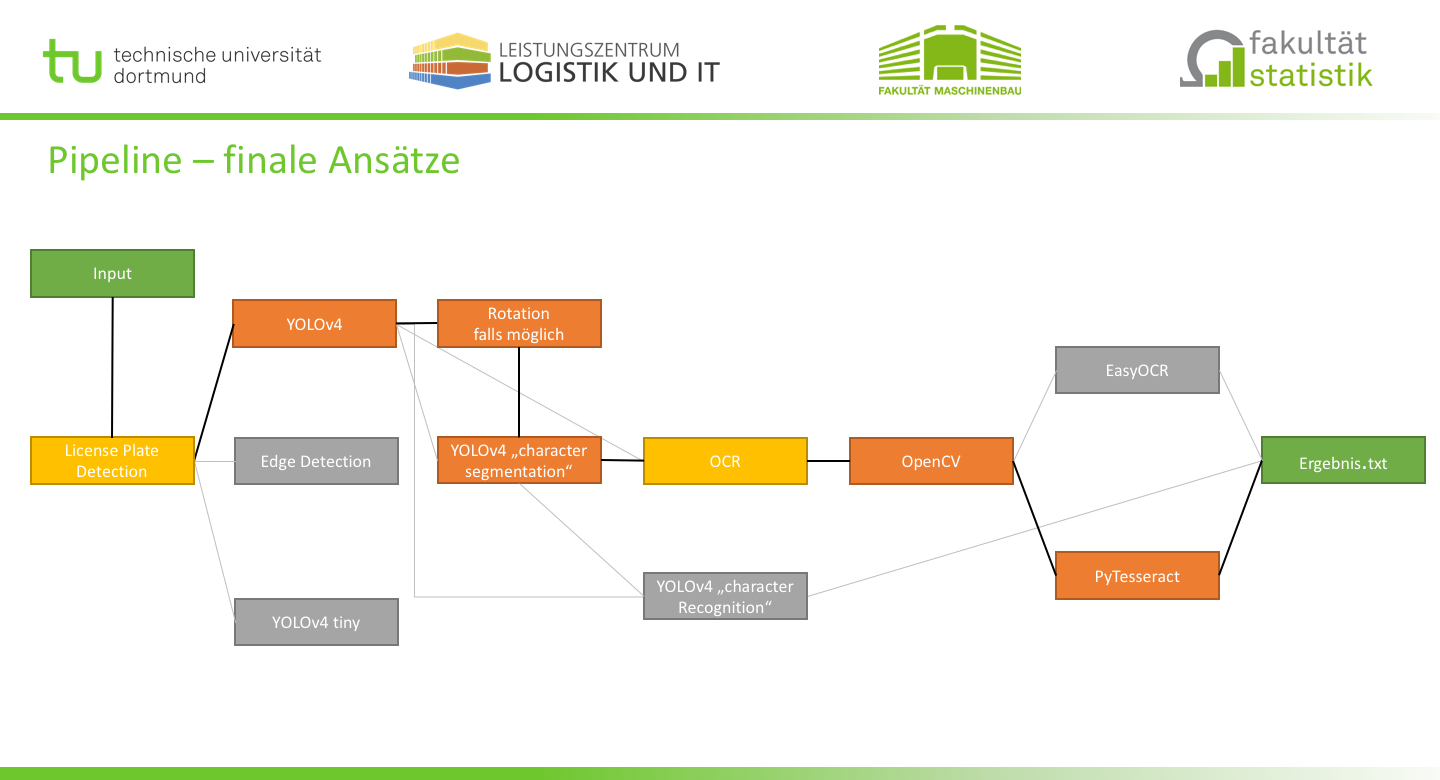 technische universität
dortmund
LEISTUNGSZENTRUM
LOGISTIK UND IT
FAKULTÄT MASCHINENBAU
fakultät
statistik
Pipeline – finale Ansätze
Input
License Plate
Detection
YOLOv4
Edge Detection
YOLOv4 tiny
Rotation
falls möglich
YOLOv4 „character
segmentation“
OCR
YOLOv4 „character
Recognition“
OpenCV
EasyOCR
PyTesseract
Ergebnis.txt